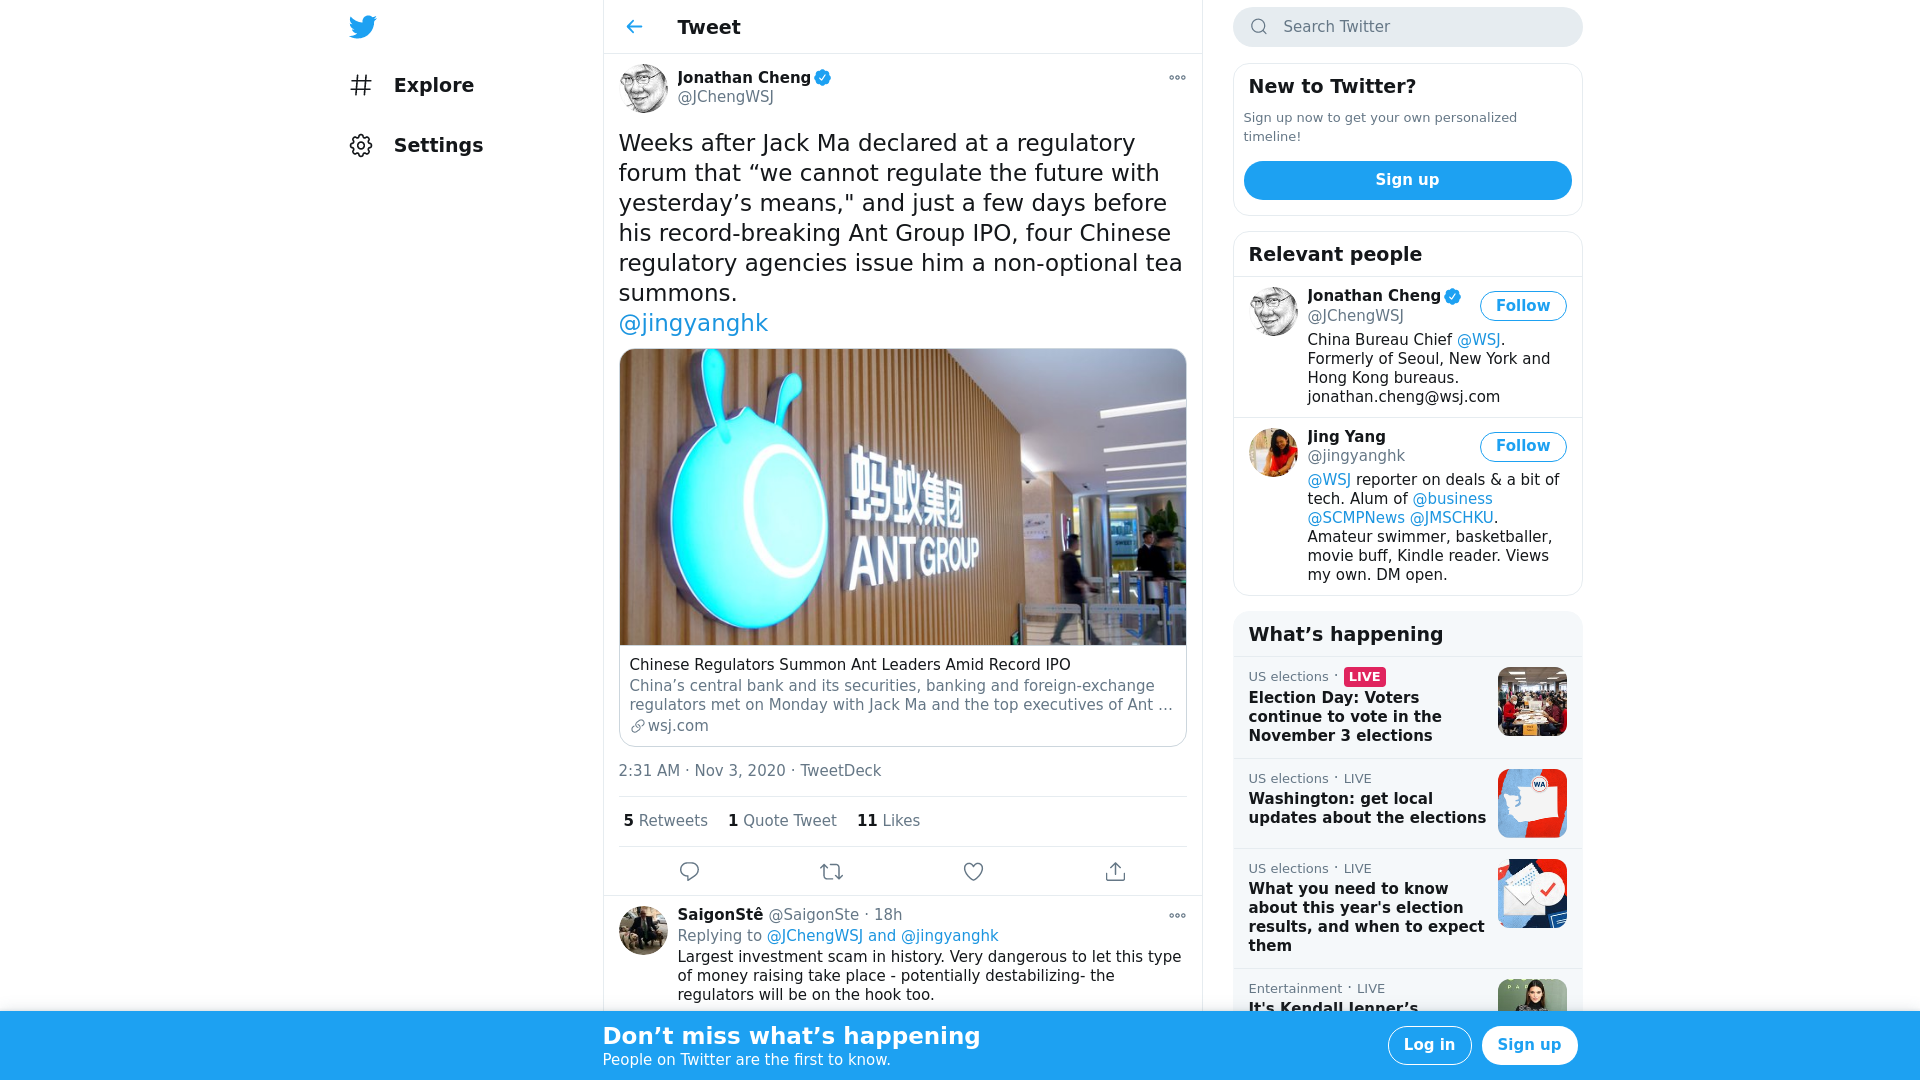 Explore
Settings
Tweet
Jonathan Cheng
@JChengWSJ
Weeks after Jack Ma declared at a regulatory
forum that “we cannot regulate the future with
yesterday’s means," and just a few days before
his record-breaking Ant Group IPO, four Chinese
regulatory agencies issue him a non-optional tea
summons.
@jingyanghk
蚂蚁集团
ANT GROUP
Chinese Regulators Summon Ant Leaders Amid Record IPO
China’s central bank and its securities, banking and foreign-exchange
regulators met on Monday with Jack Ma and the top executives of Ant …
wsj.com
2:31 AM · Nov 3, 2020 · TweetDeck
5 Retweets 1 Quote Tweet 11 Likes
SaigonStê @SaigonSte · 18h
Replying to @JChengWSJ and @jingyanghk
Largest investment scam in history. Very dangerous to let this type
of money raising take place - potentially destabilizing- the
regulators will be on the hook too.
Search Twitter
New to Twitter?
Sign up now to get your own personalized
timeline!
Sign up
Relevant people
Jonathan Cheng
@JChengWSJ
Follow
China Bureau Chief @WSJ.
Formerly of Seoul, New York and
Hong Kong bureaus.
jonathan.cheng@wsj.com
Jing Yang
@jingyanghk
Follow
@WSJ reporter on deals & a bit of
tech. Alum of @business
@SCMPNews @JMSCHKU.
Amateur swimmer, basketballer,
movie buff, Kindle reader. Views
my own. DM open.
What’s happening
US elections · LIVE
Election Day: Voters
continue to vote in the
November 3 elections
US elections · LIVE
Washington: get local
updates about the elections
WA
US elections · LIVE
What you need to know
about this year's election
results, and when to expect
them
Entertainment · LIVE
It's Kendall Jenner’s
Don’t miss what’s happening
People on Twitter are the first to know.
Log in
Sign up